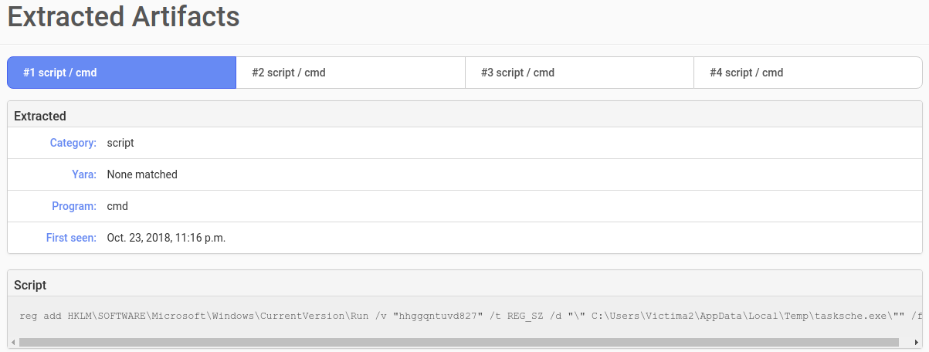 Extracted Artifacts
#1 script / cmd #2 script / cmd #3 script / cmd #4 script / cmd
Extracted
Category: script
Yara: None matched
Program: cmd
First seen: Oct. 23, 2018, 11:16 p.m.
Script
reg add HKLM\SOFTWARE\Microsoft\Windows\CurrentVersion\Run /v "hhggqntuvd827" /t REG_SZ /d "\" C:\Users\Victima2\AppData\Local\Temp\tasksche.exe\"" /f